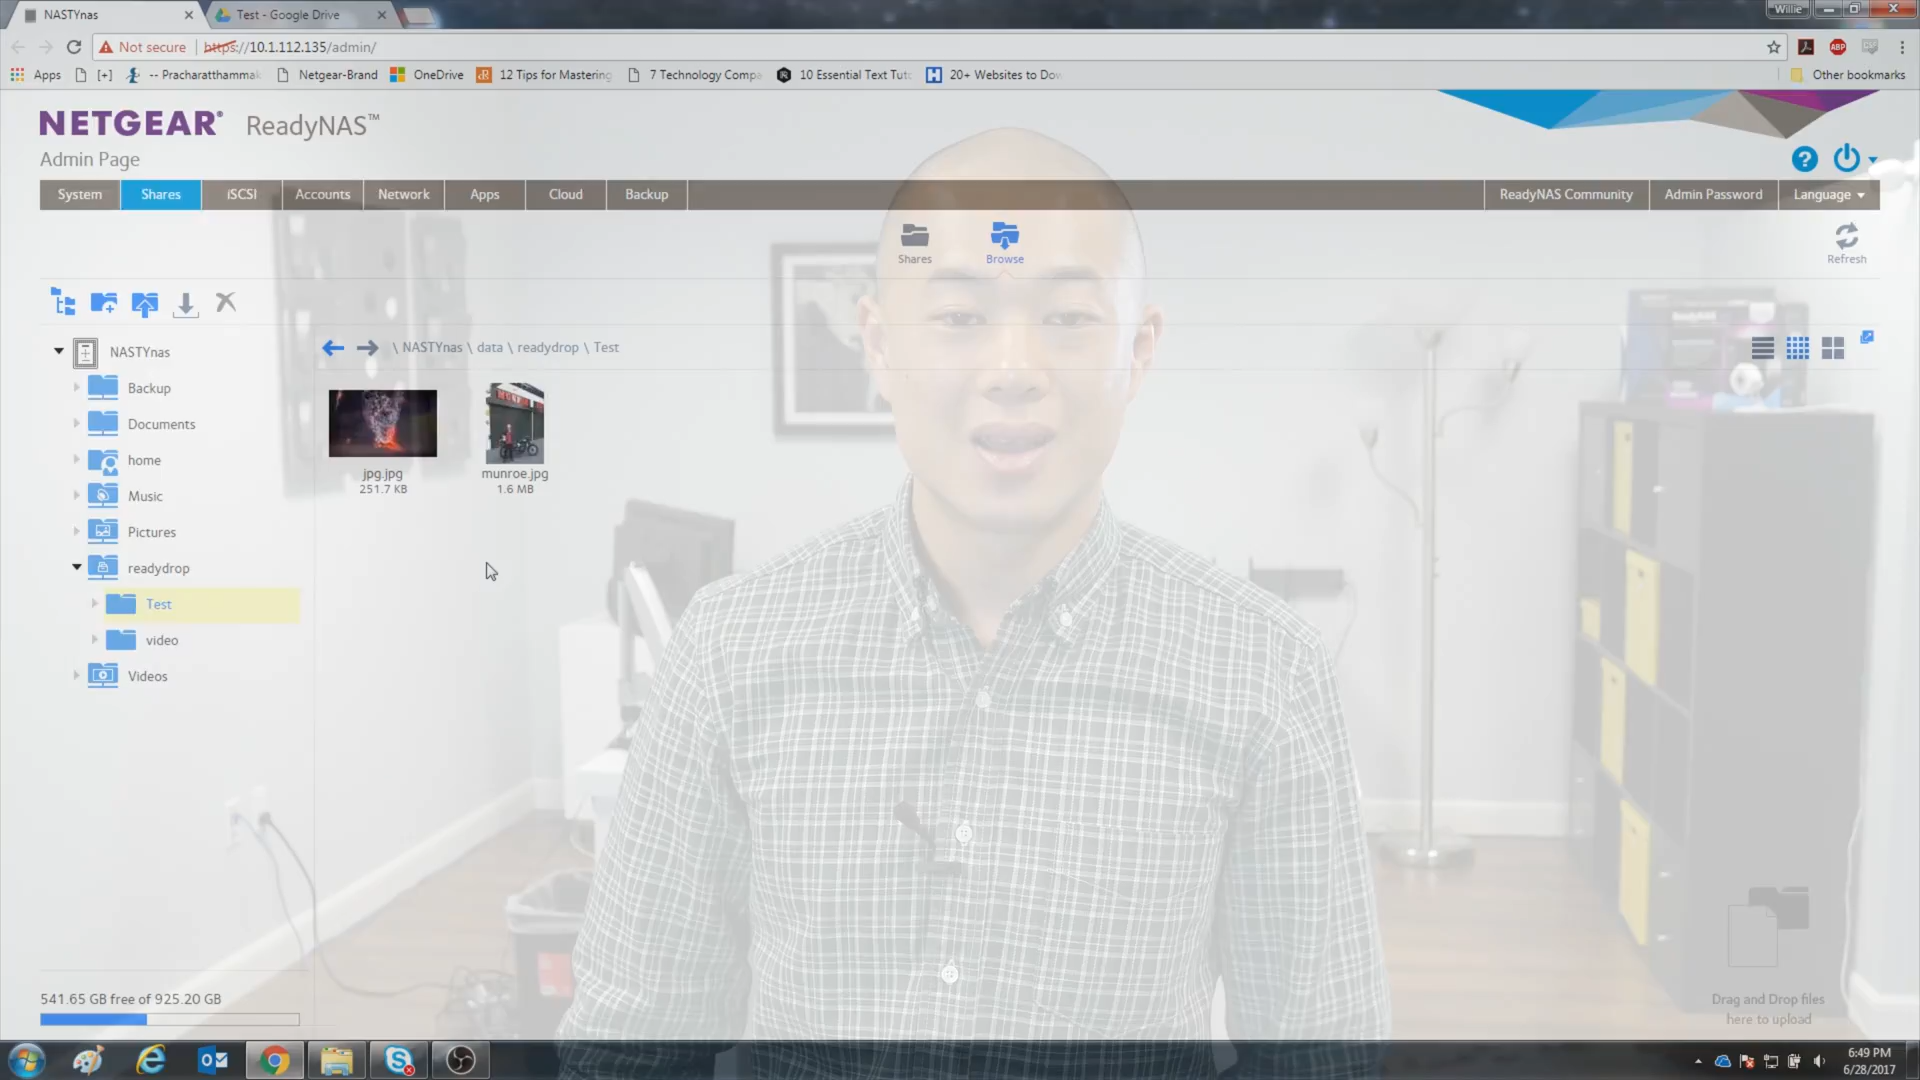 NASTYnas
Test - Google Drive
Willie
Not secure
https://10.1.112.135/admin/
ABP
Apps
[+]
-- Pracharatthammak
Netgear-Brand
OneDrive
12 Tips for Mastering
7 Technology Compa
10 Essential Text Tuto
20+ Websites to Dow
Other bookmarks
NETGEAR® ReadyNAS™
Admin Page
System
Shares
iSCSI
Accounts
Network
Apps
Cloud
Backup
ReadyNAS Community
Admin Password
Language
Shares
Browse
Refresh
NASTYnas
Backup
Documents
home
Music
Pictures
readydrop
Test
video
Videos
\ NASTYnas \ data \ readydrop \ Test
jpg.jpg
251.7 KB
munroe.jpg
1.6 MB
541.65 GB free of 925.20 GB
Drag and Drop files
here to upload
6:49 PM
6/28/2017